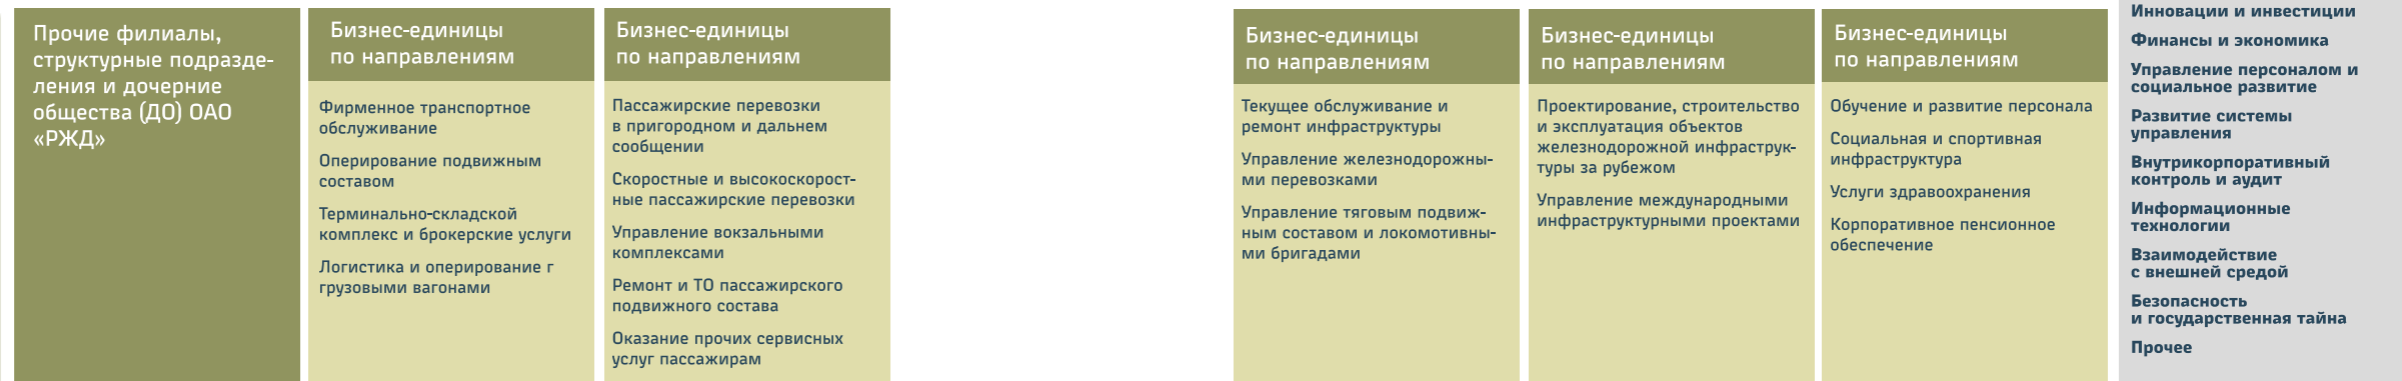 Прочие филиалы,
структурные подразде-
ления и дочерние
общества (ДО) ОАО
«РЖД»
Бизнес-единицы
по направлениям
Фирменное транспортное
обслуживание
Оперирование подвижным
составом
Терминально-складской
комплекс и брокерские услуги
Логистика и оперирование г
грузовыми вагонами
Бизнес-единицы
по направлениям
Пассажирские перевозки
в пригородном и дальнем
сообщении
Скоростные и высокоскорост-
ные пассажирские перевозки
Управление вокзальными
комплексами
Ремонт и ТО пассажирского
подвижного состава
Оказание прочих сервисных
услуг пассажирам
Бизнес-единицы
по направлениям
Текущее обслуживание и
ремонт инфраструктуры
Управление железнодорожны-
ми перевозками
Управление тяговым подвиж-
ным составом и локомотивны-
ми бригадами
Бизнес-единицы
по направлениям
Проектирование, строительство
и эксплуатация объектов
железнодорожной инфраструк-
туры за рубежом
Управление международными
инфраструктурными проектами
Бизнес-единицы
по направлениям
Обучение и развитие персонала
Социальная и спортивная
инфраструктура
Услуги здравоохранения
Корпоративное пенсионное
обеспечение
Инновации и инвестиции
Финансы и экономика
Управление персоналом и
социальное развитие
Развитие системы
управления
Внутрикорпоративный
контроль и аудит
Информационные
технологии
Взаимодействие
с внешней средой
Безопасность
и государственная тайна
Прочее